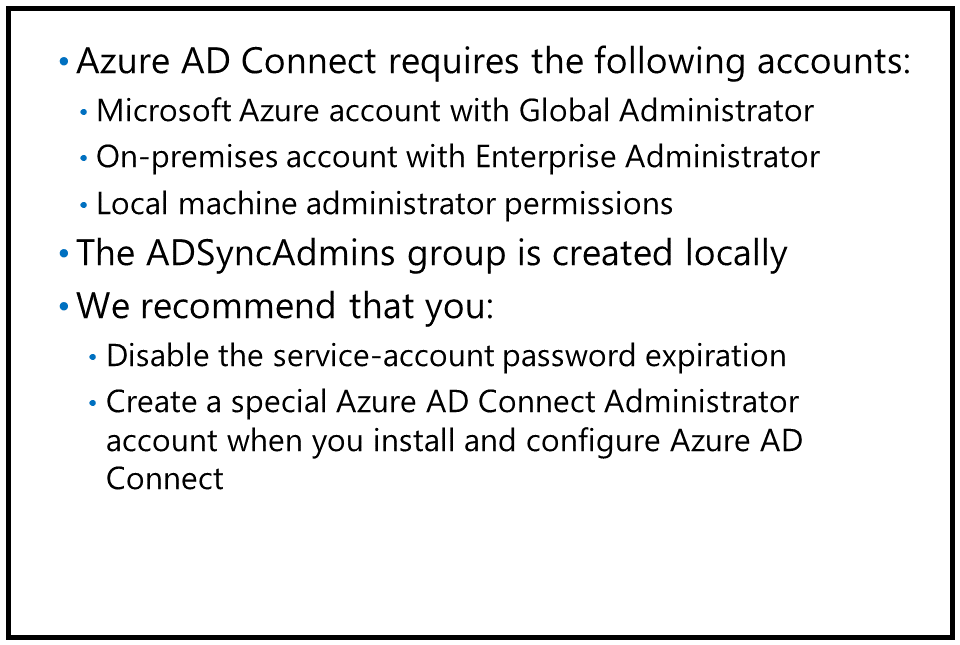 • Azure AD Connect requires the following accounts:
• Microsoft Azure account with Global Administrator
• On-premises account with Enterprise Administrator
• Local machine administrator permissions
• The ADSyncAdmins group is created locally
• We recommend that you:
• Disable the service-account password expiration
• Create a special Azure AD Connect Administrator
account when you install and configure Azure AD
Connect